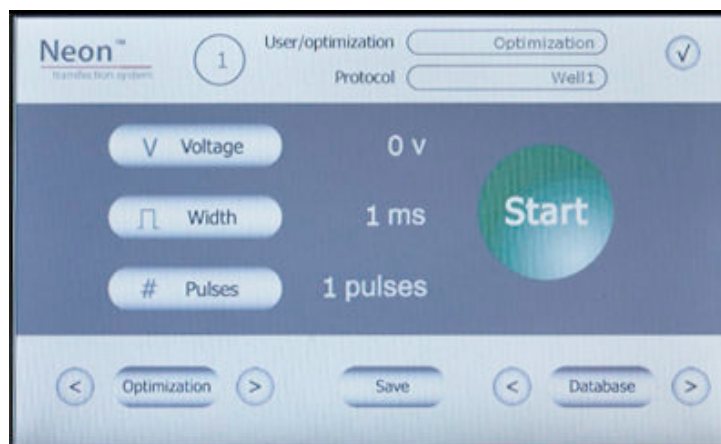 Neon™
transfection system
1
User/optimization
Optimization
Protocol
Well1
√
V Voltage 0 v
Width 1 ms
# Pulses 1 pulses
Start
< Optimization >
Save
< Database >